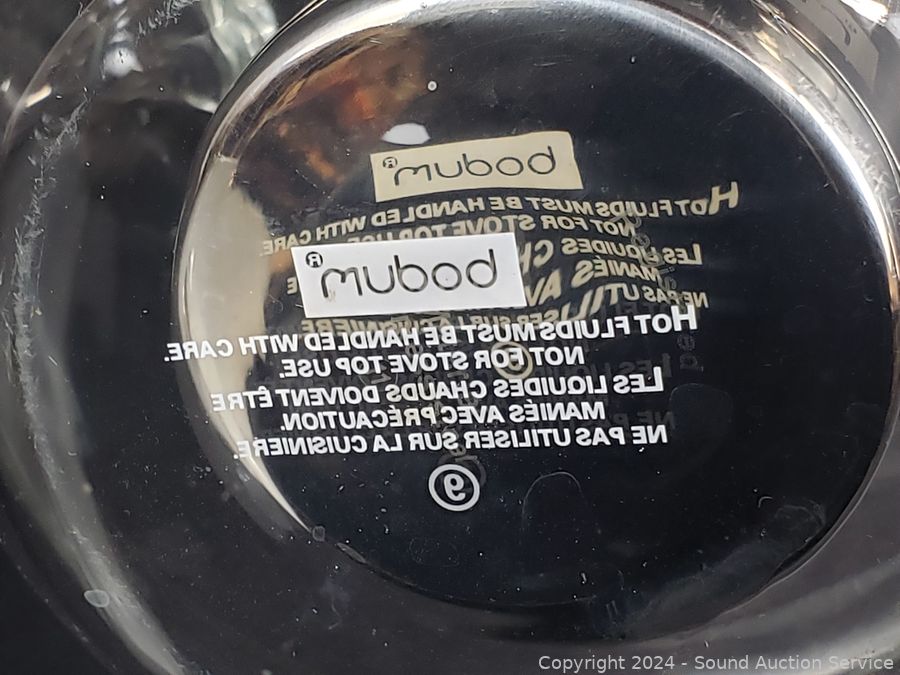 bodum®
HOT FLUIDS MUST BE HANDLED WITH CARE.
NOT FOR STOVE TOP USE.
LES LIQUIDES CHAUDS DOIVENT ÊTRE
MANIÉS AVEC PRÉCAUTION.
NE PAS UTILISER SUR LA CUISINIERE.
9
Copyright 2024 - Sound Auction Service